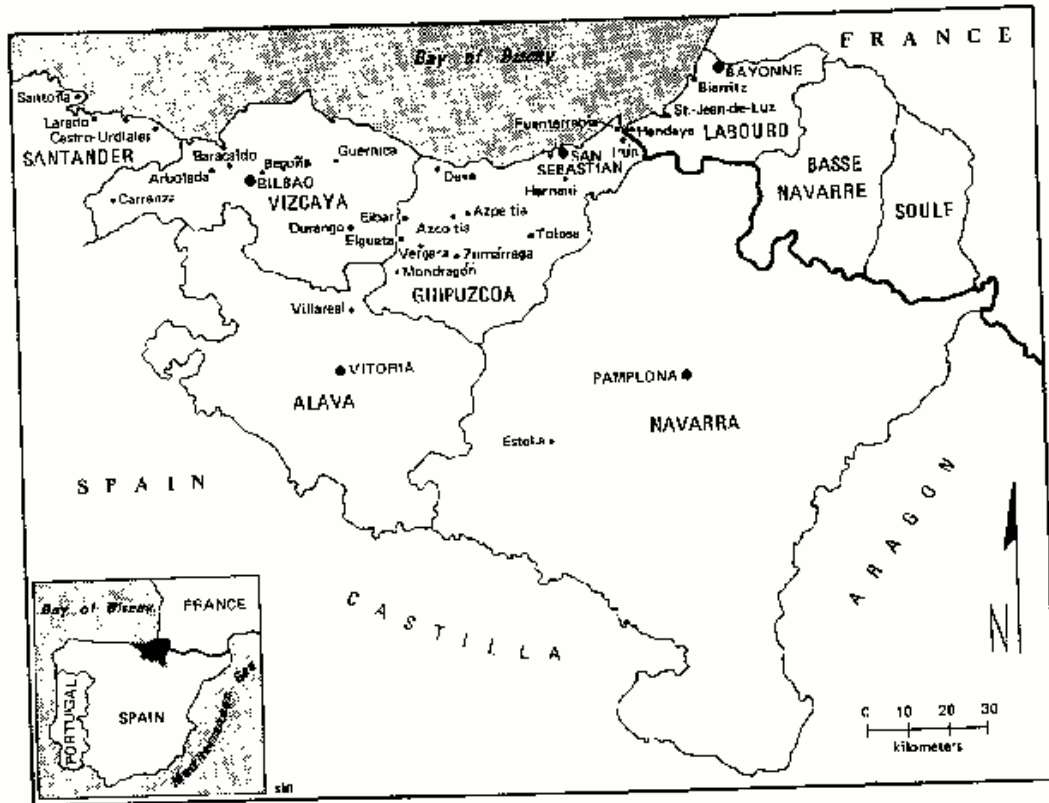 FRANCE
Bay of Biscay
BAYONNE
Biarritz
Santoña
St.-Jean-de-Luz
Laredo
Fuenterrabia
Hendaye
LABOURD
Castro-Urdiales
Irun
SANTANDER
Baracaldo
Guernica
SAN
SEBASTIAN
BASSE
NAVARRE
Arboleda
Begoña
BILBAO
Deva
Hernani
Carranza
VIZCAYA
SOULE
Eibar
Azpeitia
Durango
Azcoitia
Tolosa
Elgueta
Vergara
Zumárraga
Mondragón
GUIPUZCOA
Villareal
VITORIA
PAMPLONA
ALAVA
NAVARRA
Estella
SPAIN
ARAGON
CASTILLA
N
Bay of Biscay
FRANCE
PORTUGAL
SPAIN
Mediterranean Sea
0 10 20 30
kilometers